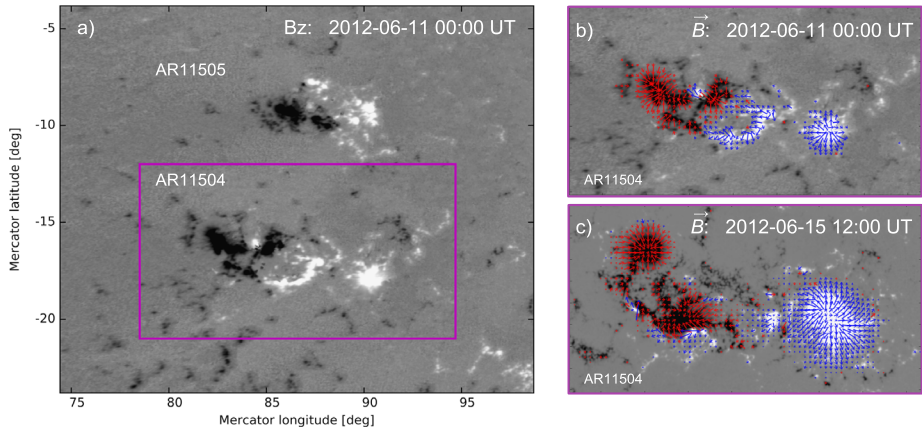 a)
Bz: 2012-06-11 00:00 UT
AR11505
AR11504
-5
-10
-15
-20
75
80
85
90
95
Mercator latitude [deg]
Mercator longitude [deg]
b)
B: 2012-06-11 00:00 UT
AR11504
c)
B: 2012-06-15 12:00 UT
AR11504